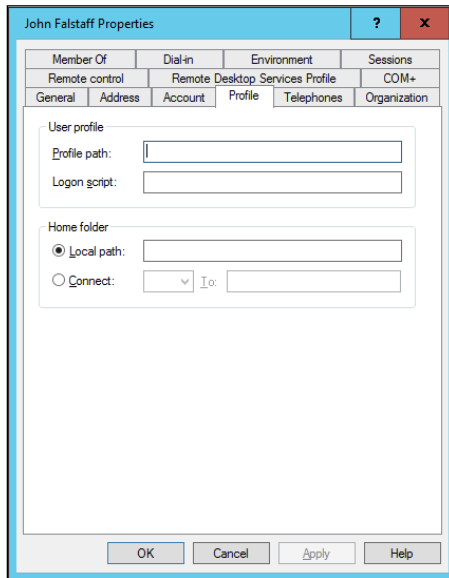 John Falstaff Properties ? x
Member Of Dial-in Environment Sessions
Remote control Remote Desktop Services Profile COM+
General Address Account Profile Telephones Organization
User profile
Profile path:
Logon script:
Home folder
Local path:
Connect: To:
OK Cancel Apply Help